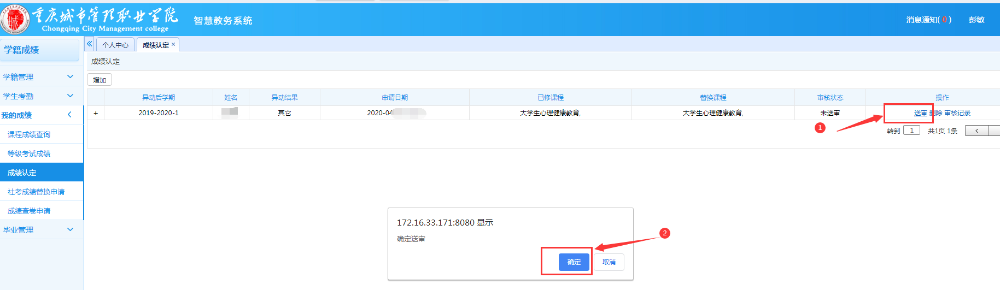 重庆城市管理职业学院
Chongqing City Management college
智慧教务系统
消息通知( 0 ) 彭敏
学籍成绩
« 个人中心 成绩认定 ×
成绩认定
学籍管理
增加
学生考勤
异动后学期 姓名 异动结果 申请日期 已修课程 替换课程 审核状态 操作
+ 2019-2020-1 其它 2020-04 大学生心理健康教育, 大学生心理健康教育, 未送审 送审 删除 审核记录
我的成绩
1
转到 1 共1页 1条 <
课程成绩查询
等级考试成绩
成绩认定
社考成绩替换申请
成绩查卷申请
毕业管理
172.16.33.171:8080 显示
确定送审
2
确定 取消